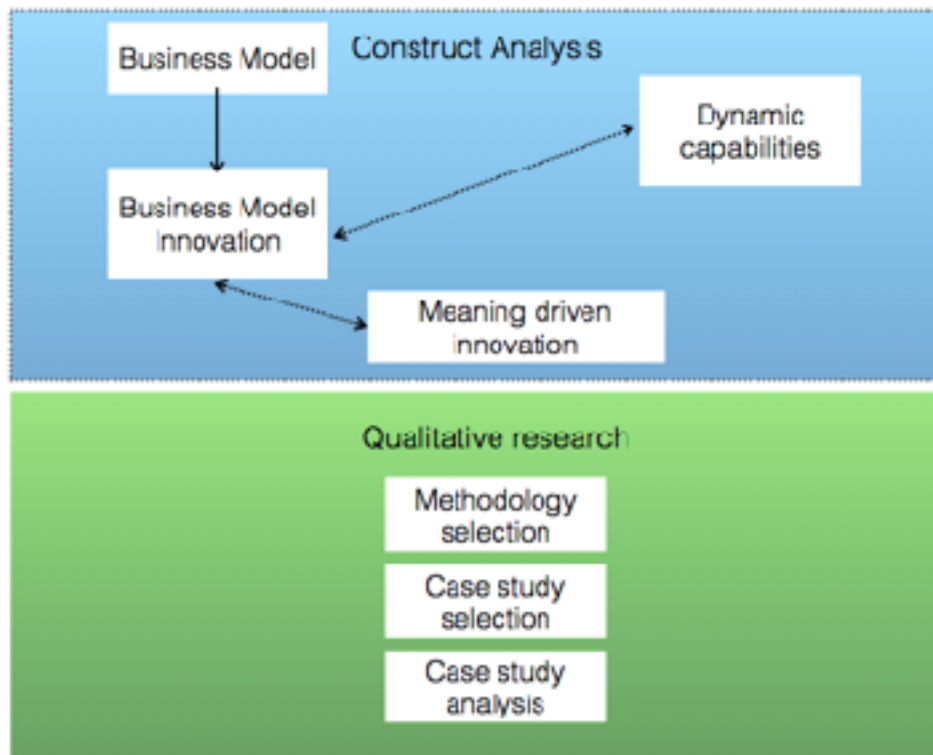 Construct Analysis
Business Model
Dynamic
capabilities
Business Model
Innovation
Meaning driven
innovation
Qualitative research
Methodology
selection
Case study
selection
Case study
analysis